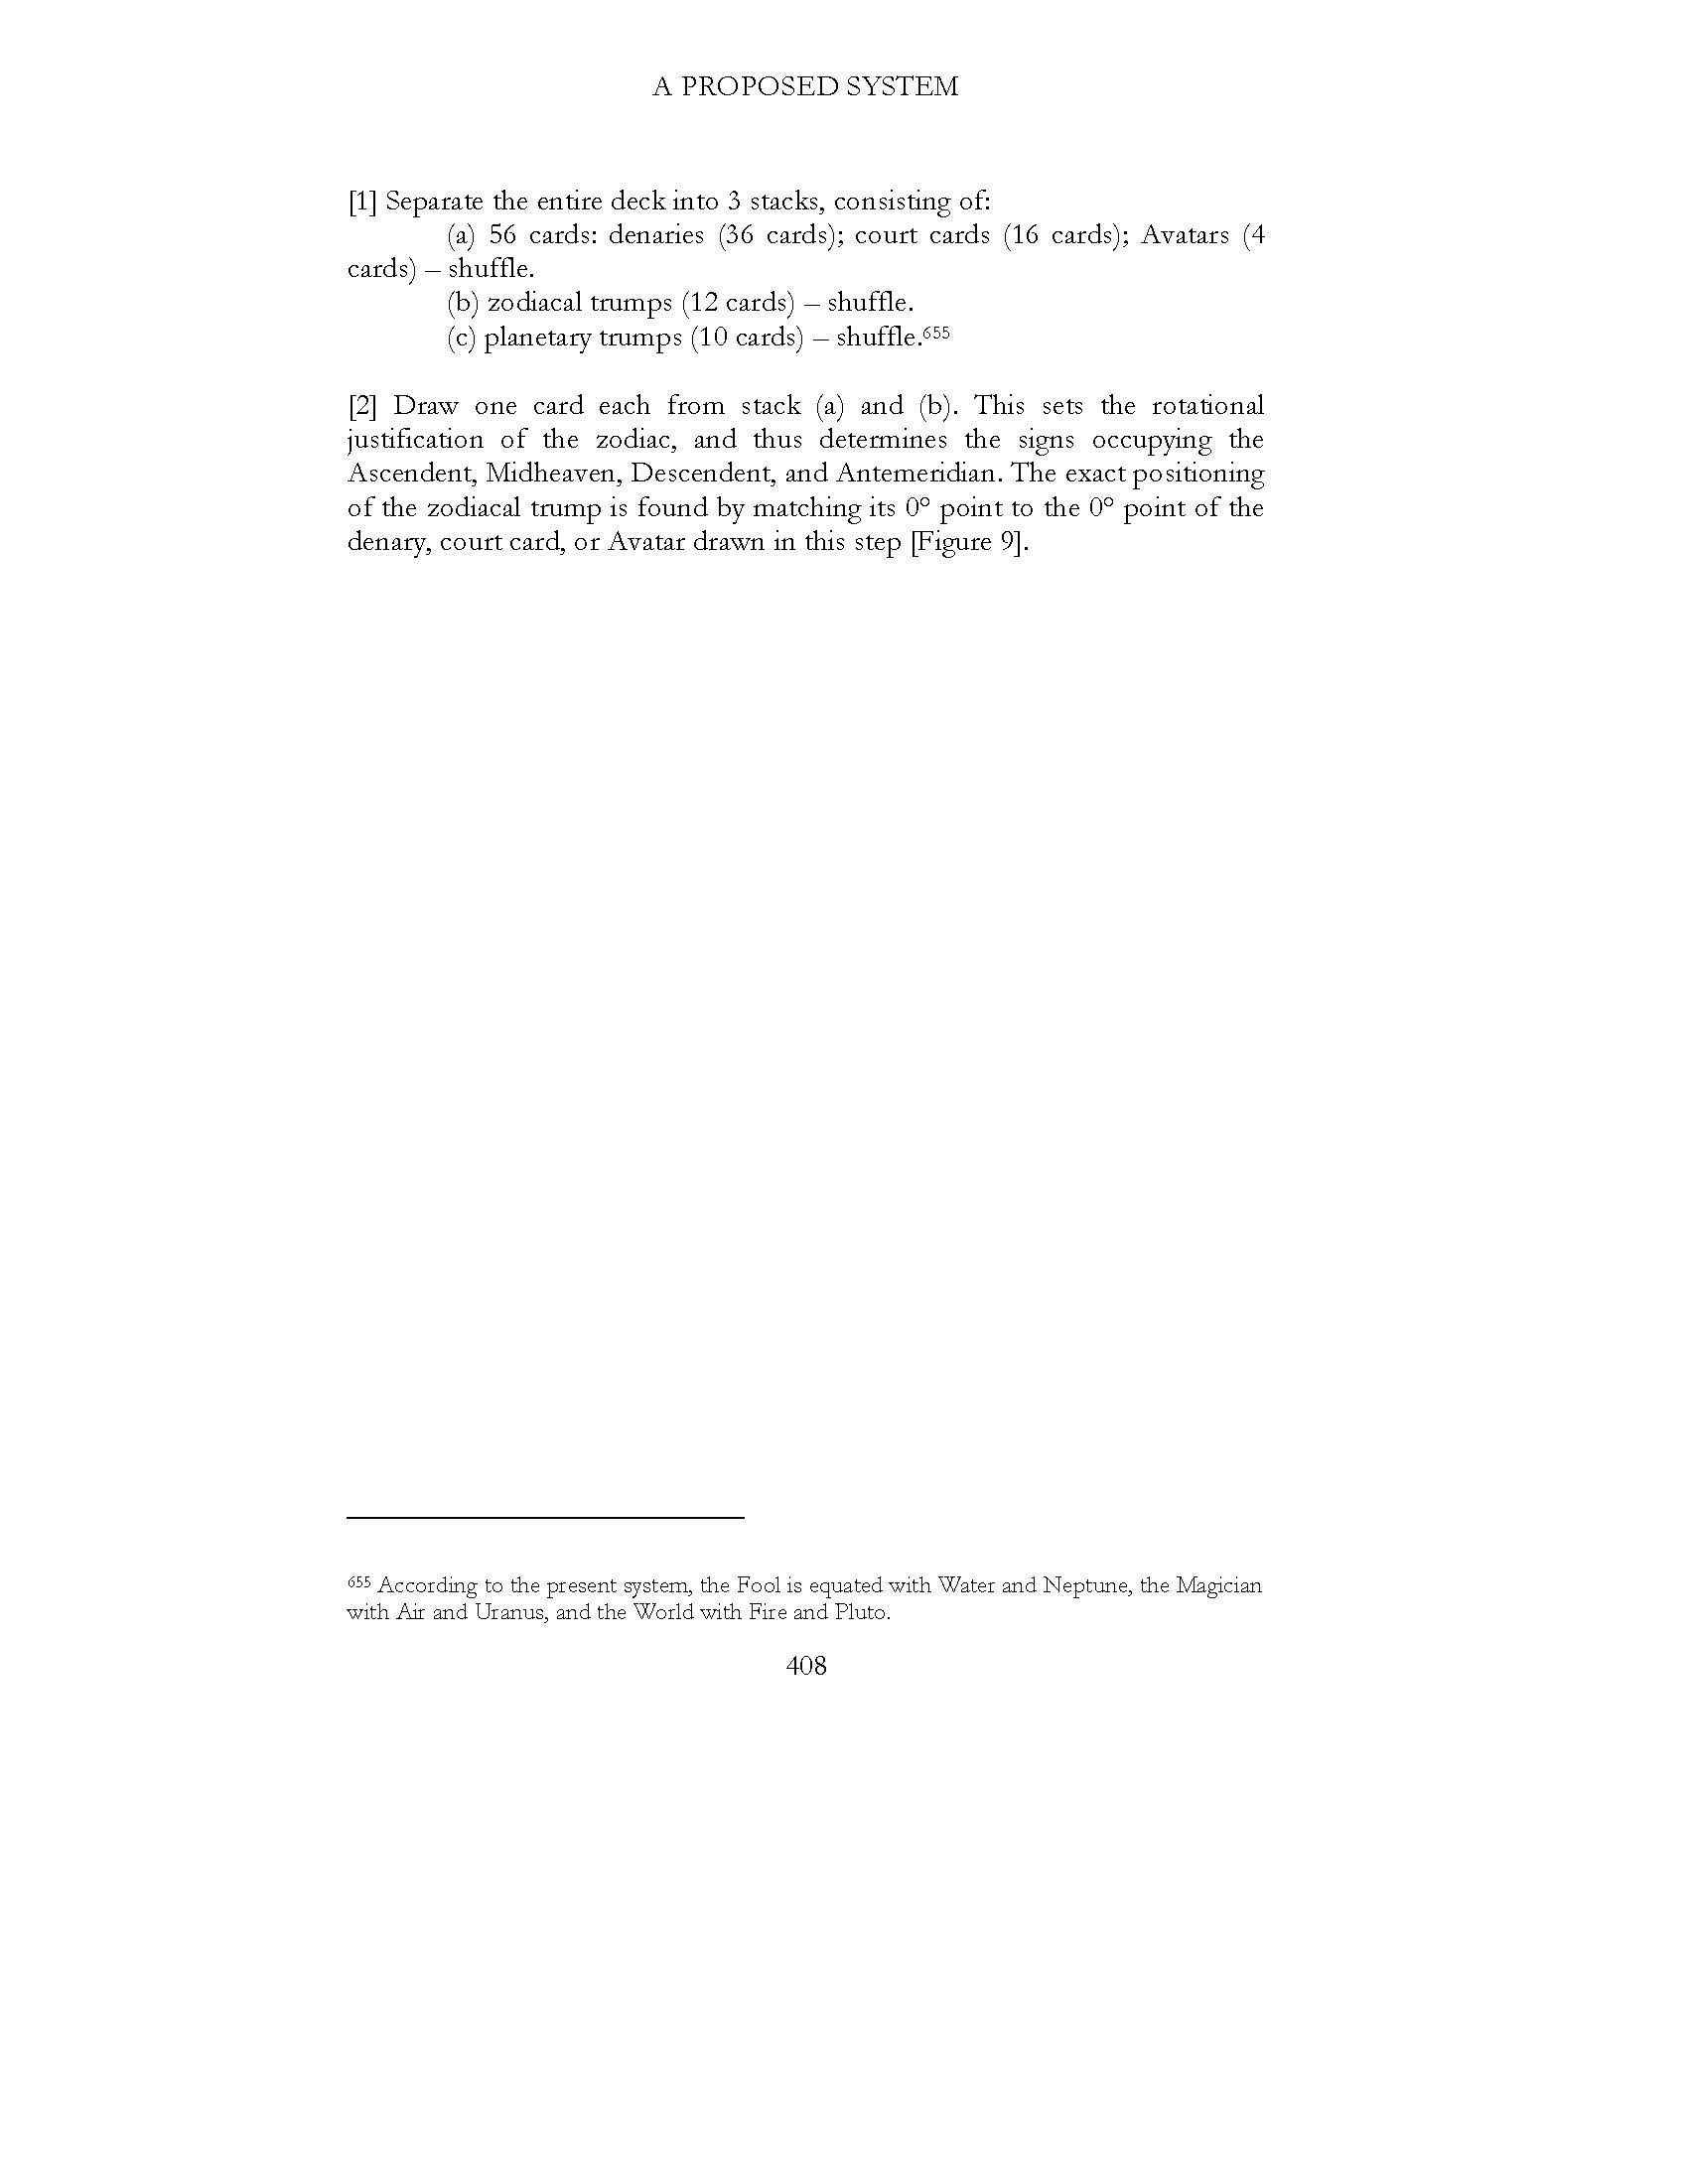 A PROPOSED SYSTEM
[1] Separate the entire deck into 3 stacks, consisting of:
(a) 56 cards: denaries (36 cards); court cards (16 cards); Avatars (4
cards) – shuffle.
(b) zodiacal trumps (12 cards) – shuffle.
(c) planetary trumps (10 cards) – shuffle.⁶⁵⁵
[2] Draw one card each from stack (a) and (b). This sets the rotational
justification of the zodiac, and thus determines the signs occupying the
Ascendent, Midheaven, Descendent, and Antemeridian. The exact positioning
of the zodiacal trump is found by matching its 0° point to the 0° point of the
denary, court card, or Avatar drawn in this step [Figure 9].
⁶⁵⁵ According to the present system, the Fool is equated with Water and Neptune, the Magician
with Air and Uranus, and the World with Fire and Pluto.
408